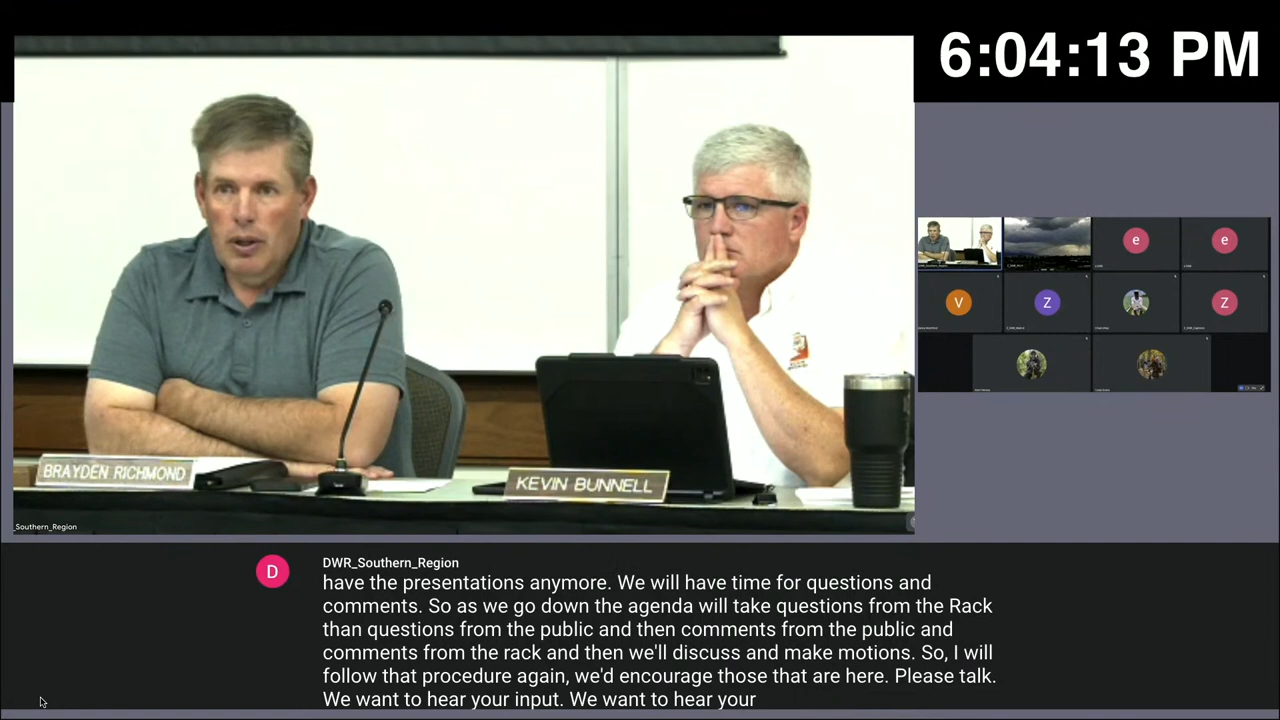 6:04:13 PM
BRAYDEN RICHMOND
KEVIN BUNNELL
_Southern_Region
e
e
V
Z
Z
D
DWR_Southern_Region
have the presentations anymore. We will have time for questions and
comments. So as we go down the agenda will take questions from the Rack
than questions from the public and then comments from the public and
comments from the rack and then we'll discuss and make motions. So, I will
follow that procedure again, we'd encourage those that are here. Please talk.
We want to hear your input. We want to hear your